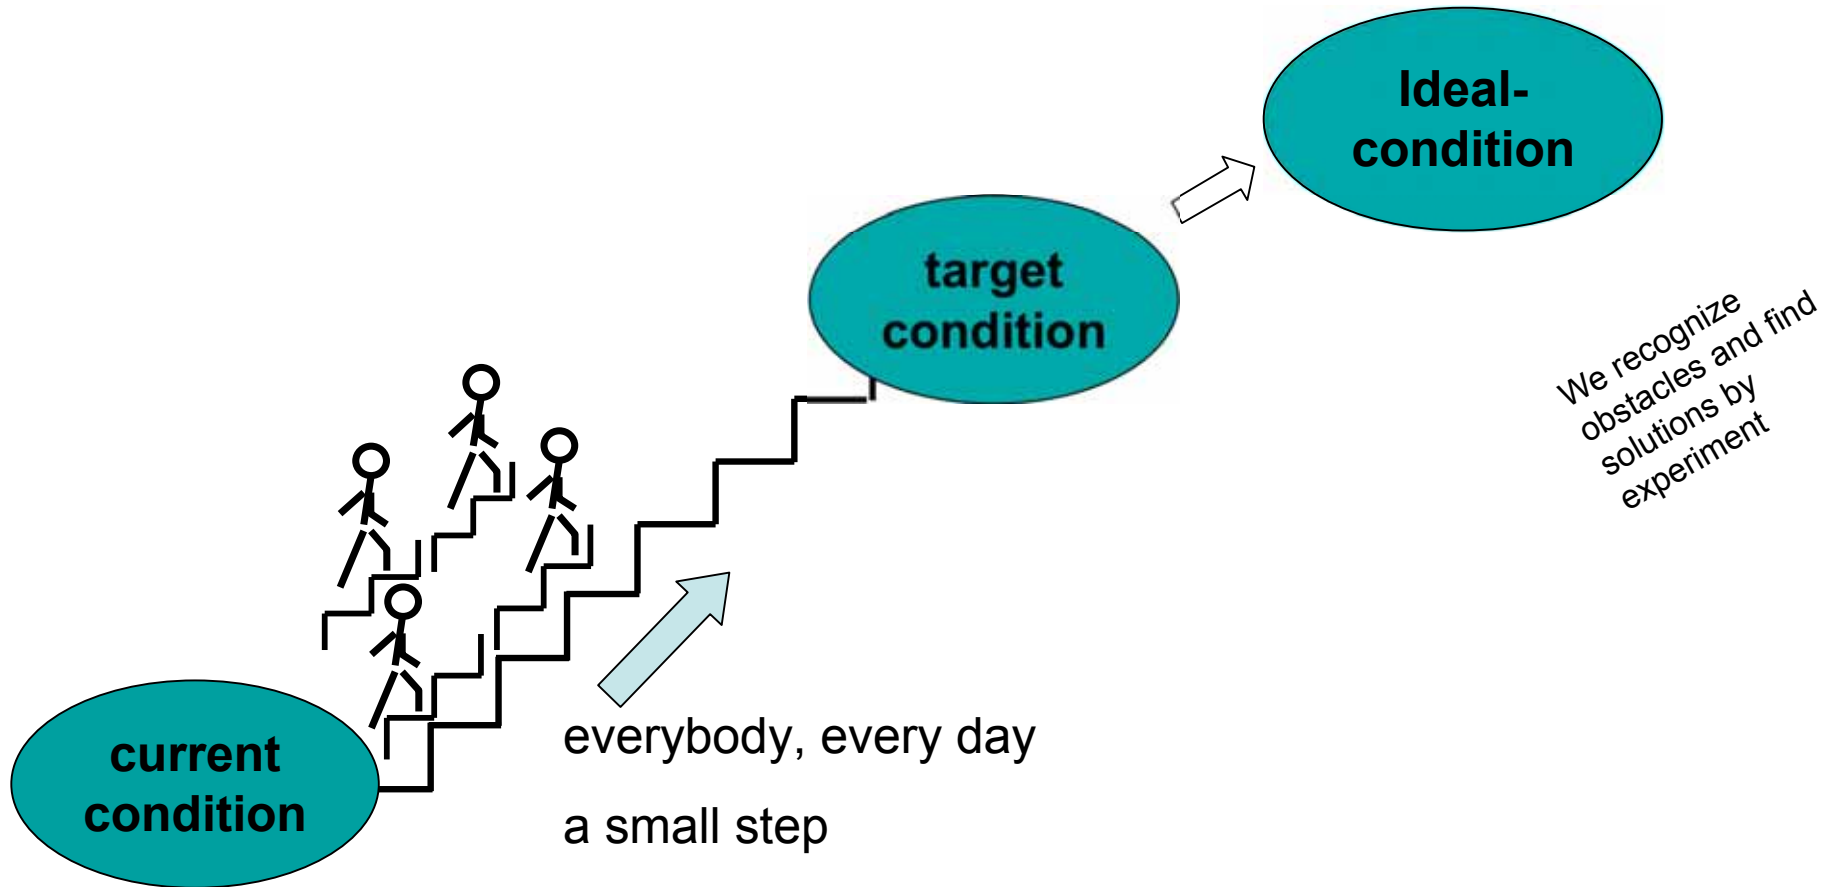 Ideal-
condition
target
condition
We recognize
obstacles and find
solutions by
experiment
current
condition
everybody, every day
a small step